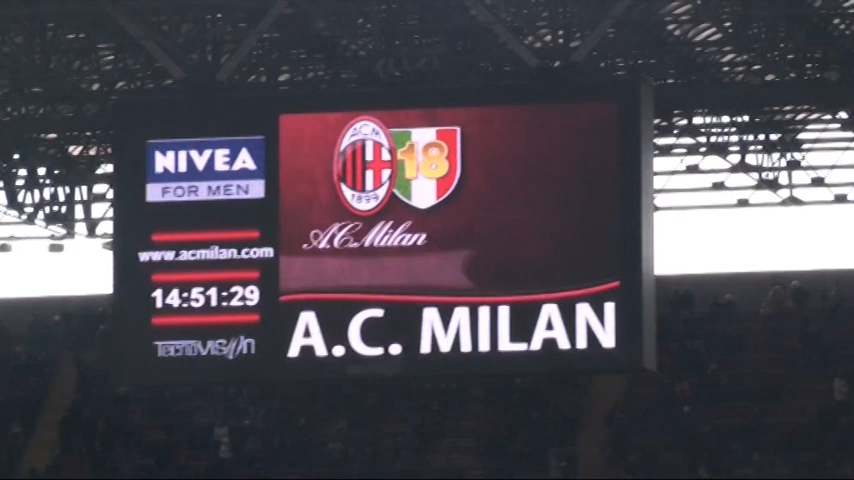 NIVEA
FOR MEN
www.acmilan.com
14:51:29
TECNOVISION
ACM
1899
18
A.C.Milan
A.C. MILAN